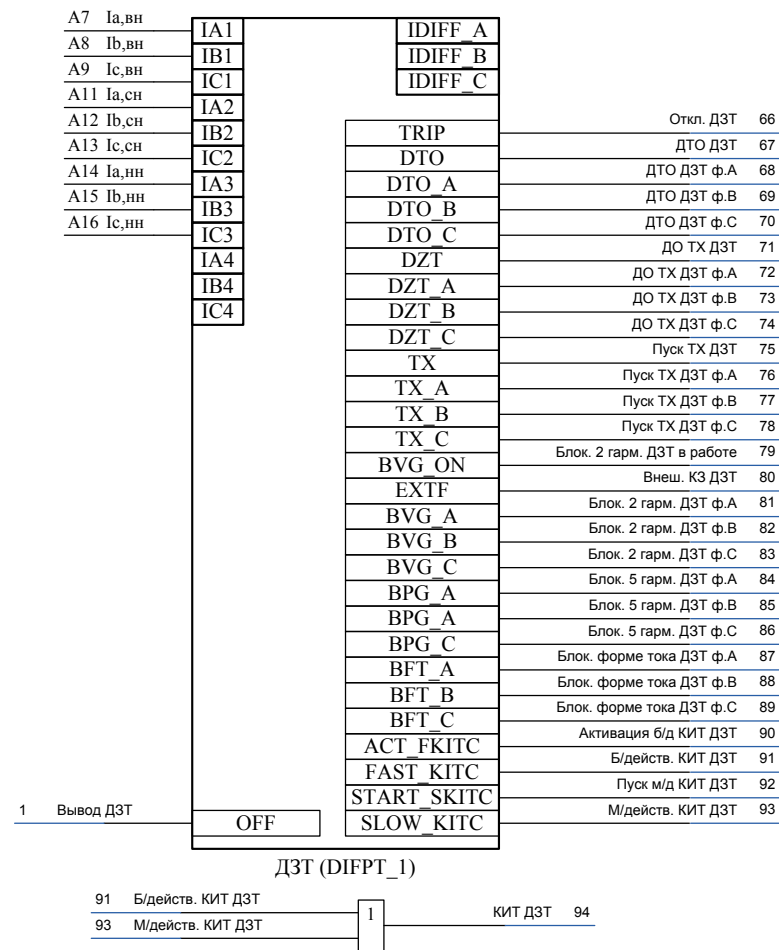 A7 Ia,вн IA1 IDIFF_A
A8 Ib,вн IB1 IDIFF_B
A9 Ic,вн IC1 IDIFF_C
A11 Ia,сн IA2
A12 Ib,сн IB2 TRIP Откл. ДЗТ 66
A13 Ic,сн IC2 DTO ДТО ДЗТ 67
A14 Ia,нн IA3 DTO_A ДТО ДЗТ ф.А 68
A15 Ib,нн IB3 DTO_B ДТО ДЗТ ф.В 69
A16 Ic,нн IC3 DTO_C ДТО ДЗТ ф.С 70
IA4 DZT ДО ТХ ДЗТ 71
IB4 DZT_A ДО ТХ ДЗТ ф.А 72
IC4 DZT_B ДО ТХ ДЗТ ф.В 73
DZT_C ДО ТХ ДЗТ ф.С 74
TX Пуск ТХ ДЗТ 75
TX_A Пуск ТХ ДЗТ ф.А 76
TX_B Пуск ТХ ДЗТ ф.В 77
TX_C Пуск ТХ ДЗТ ф.С 78
BVG_ON Блок. 2 гарм. ДЗТ в работе 79
EXTF Внеш. КЗ ДЗТ 80
BVG_A Блок. 2 гарм. ДЗТ ф.А 81
BVG_B Блок. 2 гарм. ДЗТ ф.В 82
BVG_C Блок. 2 гарм. ДЗТ ф.С 83
BPG_A Блок. 5 гарм. ДЗТ ф.А 84
BPG_A Блок. 5 гарм. ДЗТ ф.В 85
BPG_C Блок. 5 гарм. ДЗТ ф.С 86
BFT_A Блок. форме тока ДЗТ ф.А 87
BFT_B Блок. форме тока ДЗТ ф.В 88
BFT_C Блок. форме тока ДЗТ ф.С 89
ACT_FKITC Активация б/д КИТ ДЗТ 90
FAST_KITC Б/действ. КИТ ДЗТ 91
START_SKITC Пуск м/д КИТ ДЗТ 92
1 Вывод ДЗТ OFF SLOW_KITC М/действ. КИТ ДЗТ 93
ДЗТ (DIFPT_1)
91 Б/действ. КИТ ДЗТ 1 КИТ ДЗТ 94
93 М/действ. КИТ ДЗТ